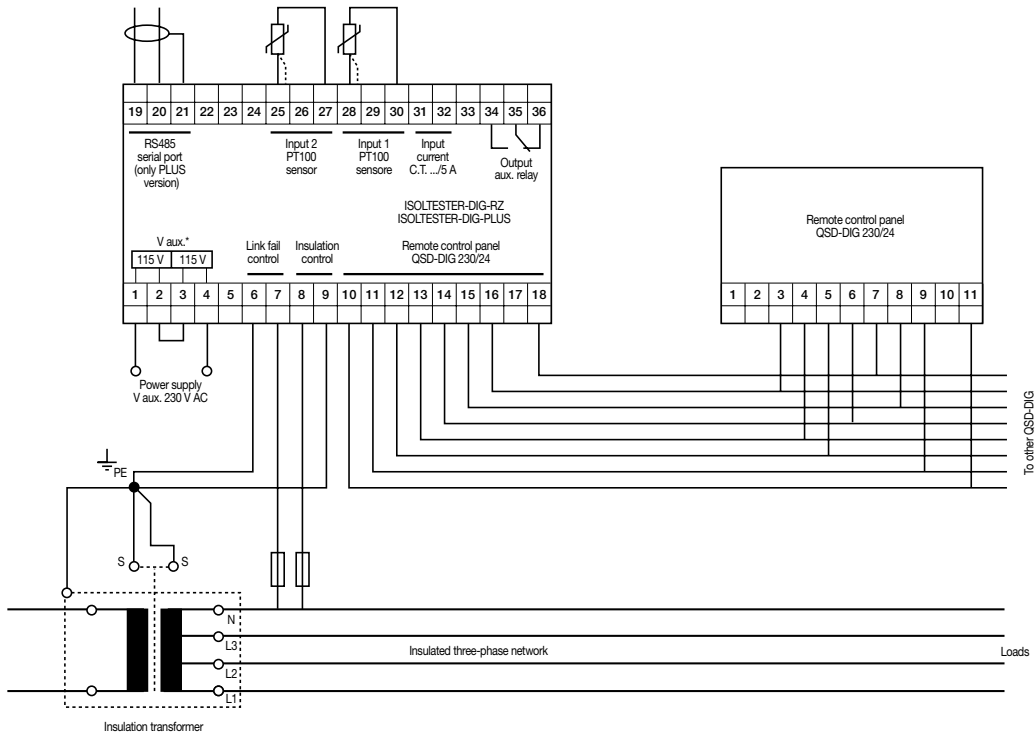 19 20 21 22 23 24 25 26 27 28 29 30 31 32 33 34 35 36
RS485
serial port
(only PLUS
version)
Input 2
PT100
sensor
Input 1
PT100
sensore
Input
current
C.T. .../5 A
Output
aux. relay
ISOLTESTER-DIG-RZ
ISOLTESTER-DIG-PLUS
V aux.*
115 V 115 V
Link fail
control
Insulation
control
Remote control panel
QSD-DIG 230/24
1 2 3 4 5 6 7 8 9 10 11 12 13 14 15 16 17 18
Remote control panel
QSD-DIG 230/24
1 2 3 4 5 6 7 8 9 10 11
Power supply
V aux. 230 V AC
To other QSD-DIG
PE
S S
N
L3
L2
L1
Insulated three-phase network
Loads
Insulation transformer